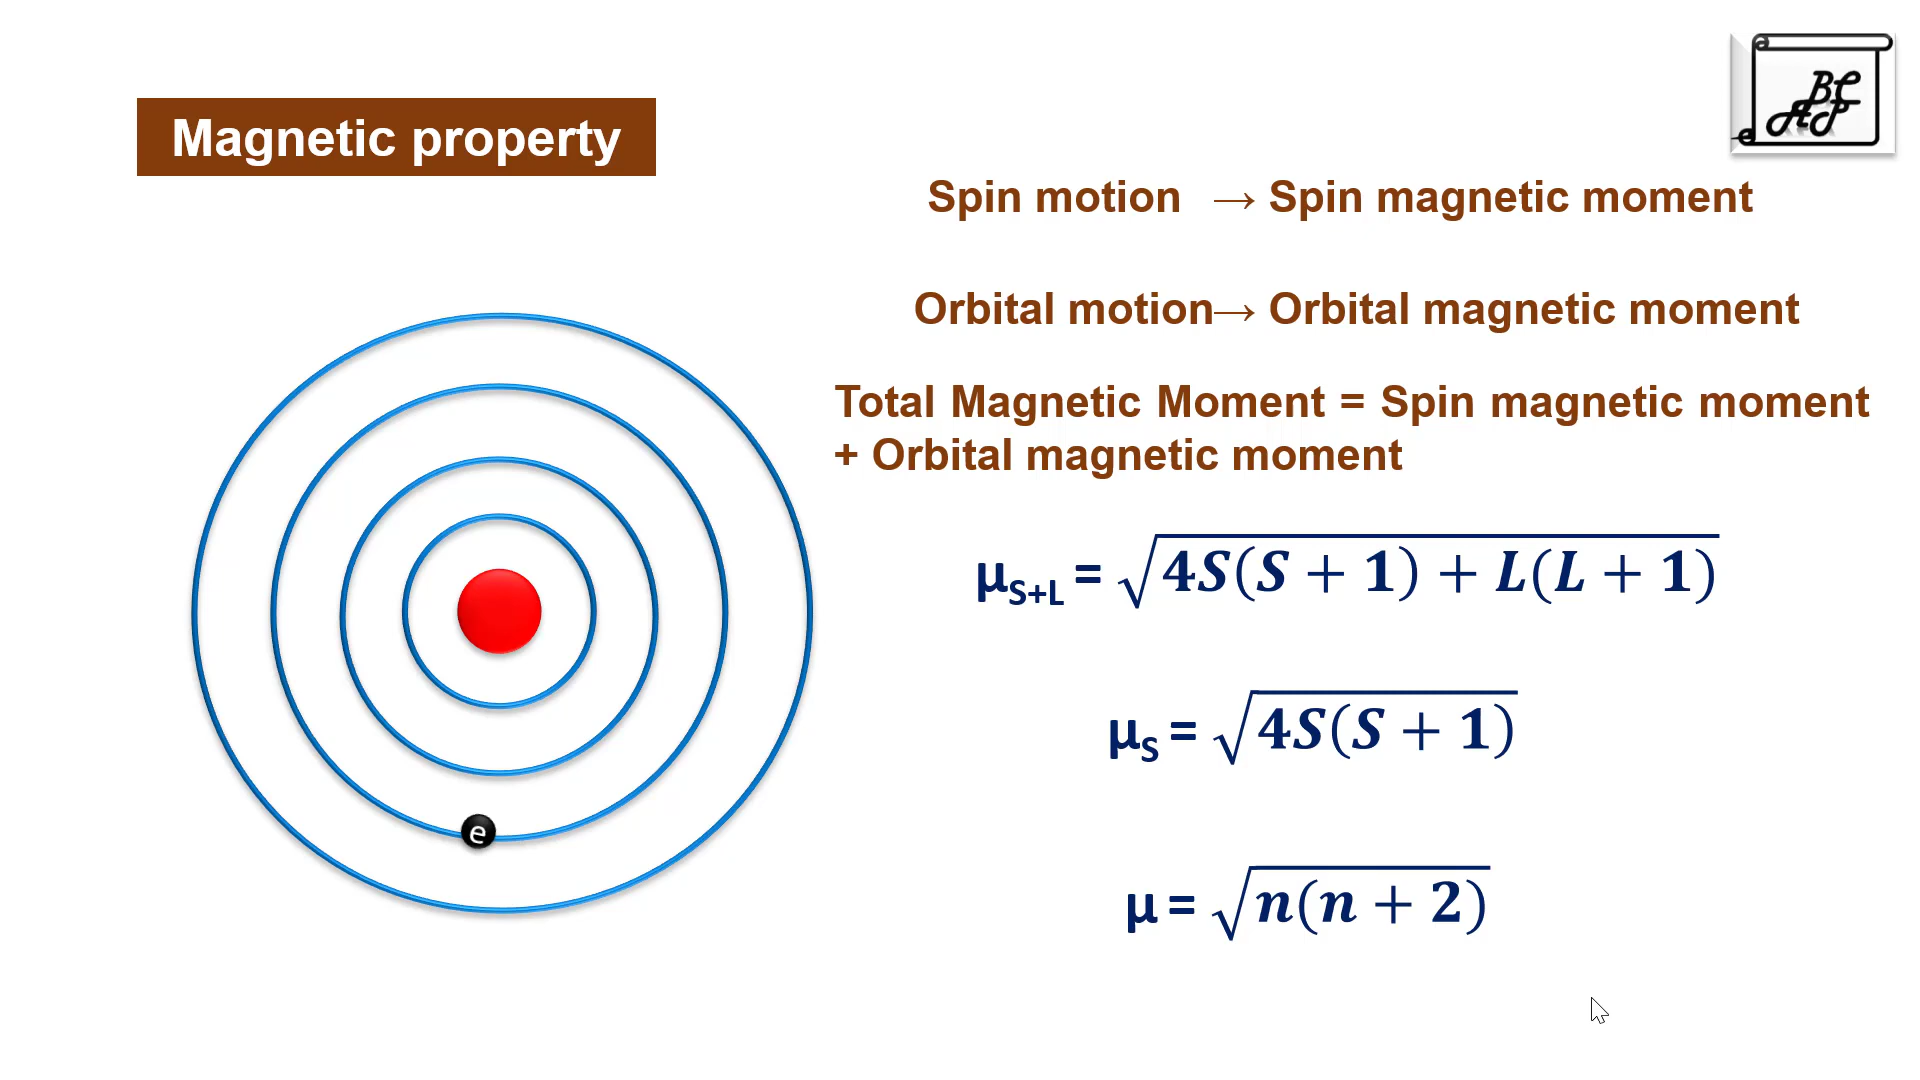 Magnetic property
Spin motion → Spin magnetic moment
Orbital motion→ Orbital magnetic moment
Total Magnetic Moment = Spin magnetic moment
+ Orbital magnetic moment
μS+L = √4S(S + 1) + L(L + 1)
μS = √4S(S + 1)
μ = √n(n + 2)
e